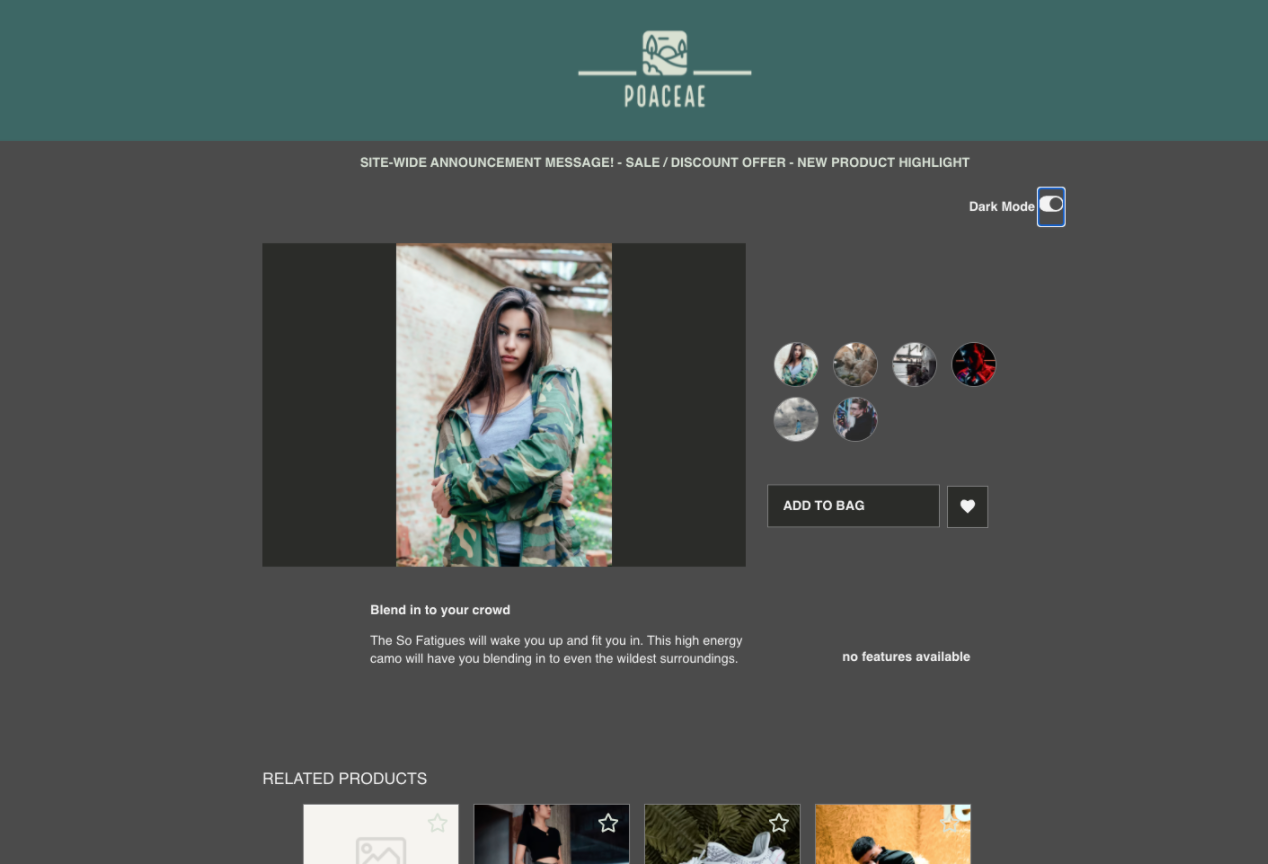 POACEAE
SITE-WIDE ANNOUNCEMENT MESSAGE! - SALE / DISCOUNT OFFER - NEW PRODUCT HIGHLIGHT
Dark Mode
ADD TO BAG
Blend in to your crowd
The So Fatigues will wake you up and fit you in. This high energy
camo will have you blending in to even the wildest surroundings.
no features available
RELATED PRODUCTS